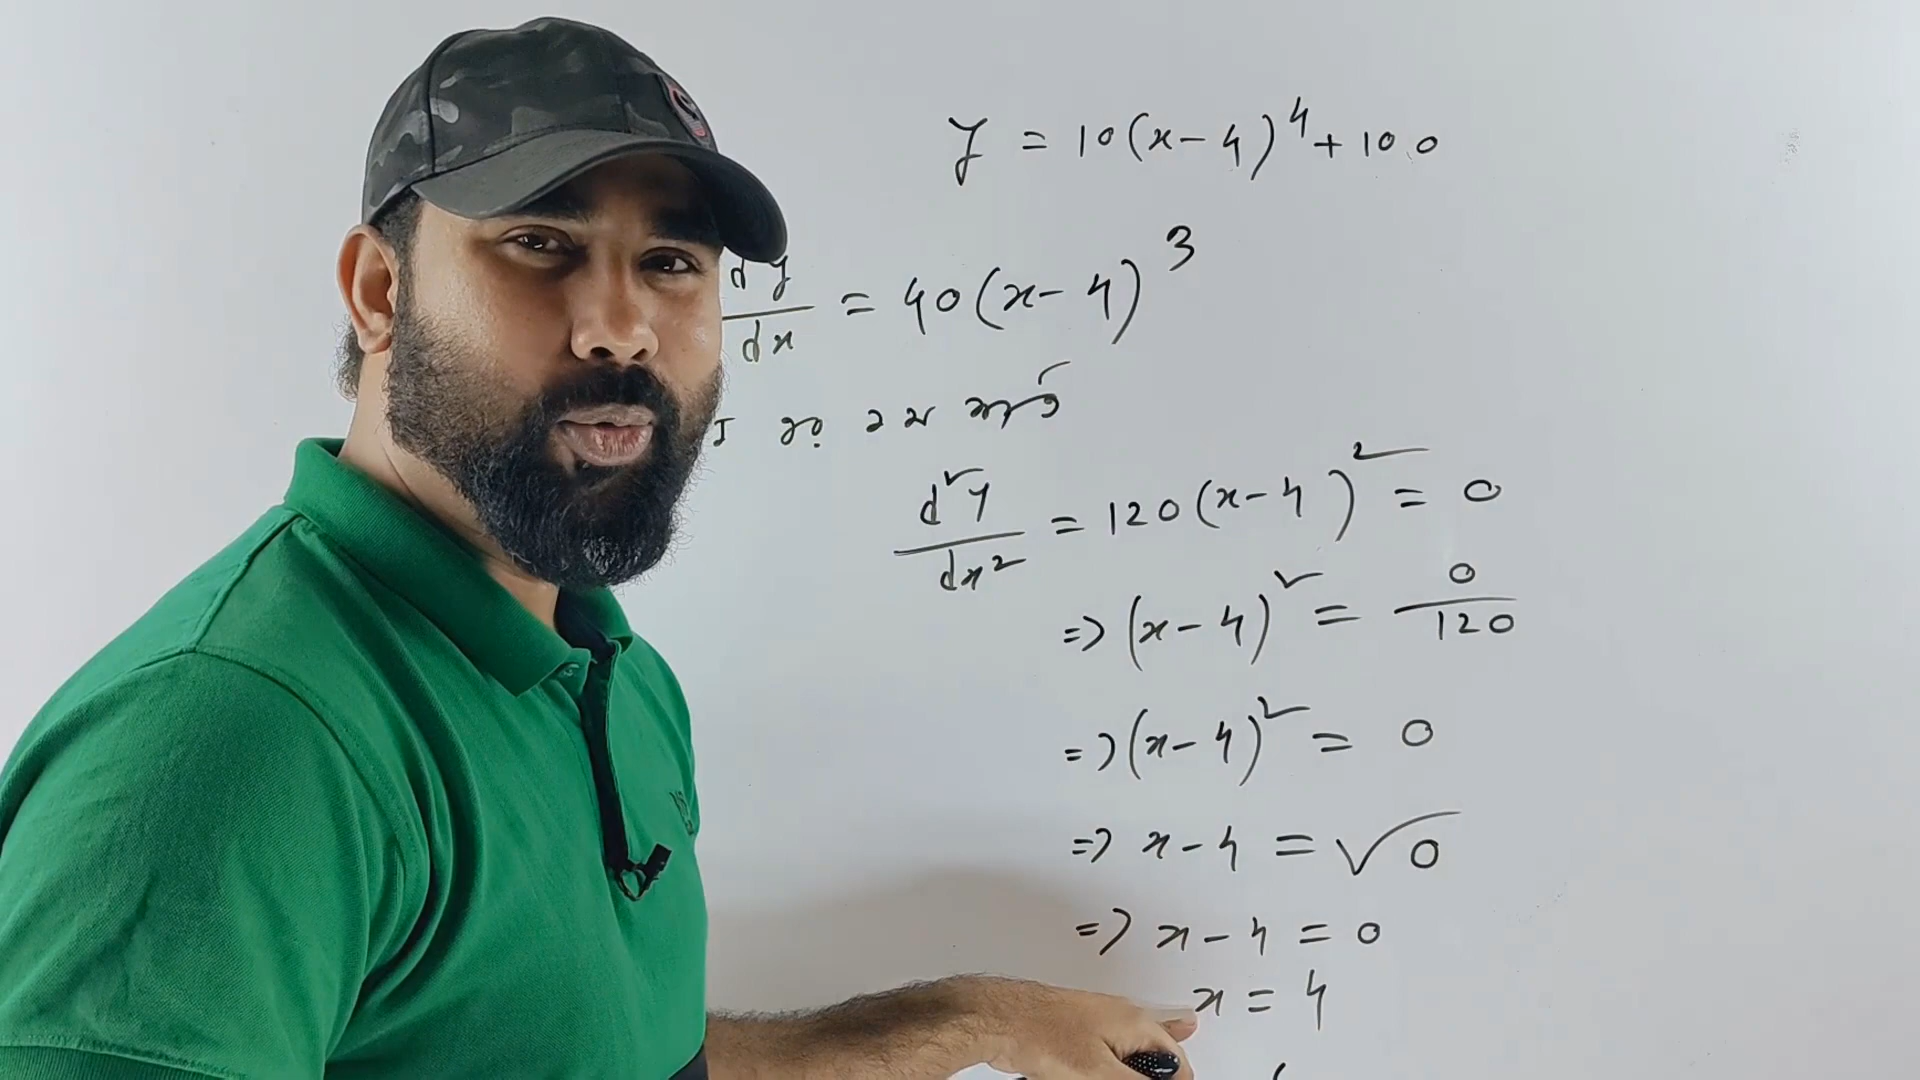 y = 10(x-4)⁴+100
dy/dx = 40(x-4)³
d²y/dx² = 120(x-4)² = 0
=> (x-4)² = 0/120
=> (x-4)² = 0
=> x-4 = √0
=> x-4 = 0
x = 4